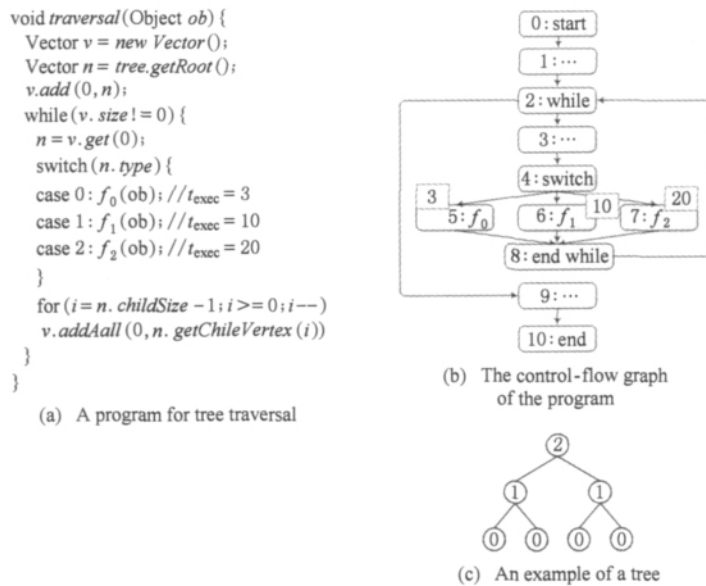 void traversal(Object ob) {
Vector v = new Vector();
Vector n = tree.getRoot();
v.add (0, n);
while(v. size != 0) {
n = v.get (0);
switch(n. type) {
case 0: f0(ob); //texec = 3
case 1: f1(ob); //texec = 10
case 2: f2(ob); //texec = 20
}
for(i = n. childSize - 1; i >= 0; i--)
v.addAall (0, n. getChileVertex (i))
}
}
(a) A program for tree traversal
0: start
1: ···
2: while
3: ···
4: switch
3
10
20
5: f0
6: f1
7: f2
8: end while
9: ···
10: end
(b) The control-flow graph
of the program
2
1 1
0 0 0 0
(c) An example of a tree